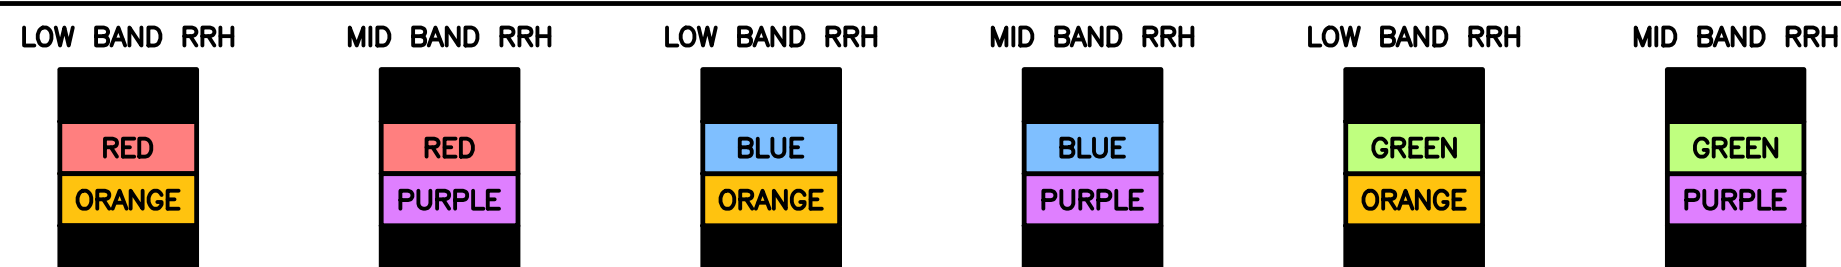 LOW BAND RRH MID BAND RRH LOW BAND RRH MID BAND RRH LOW BAND RRH MID BAND RRH
RED RED BLUE BLUE GREEN GREEN
ORANGE PURPLE ORANGE PURPLE ORANGE PURPLE